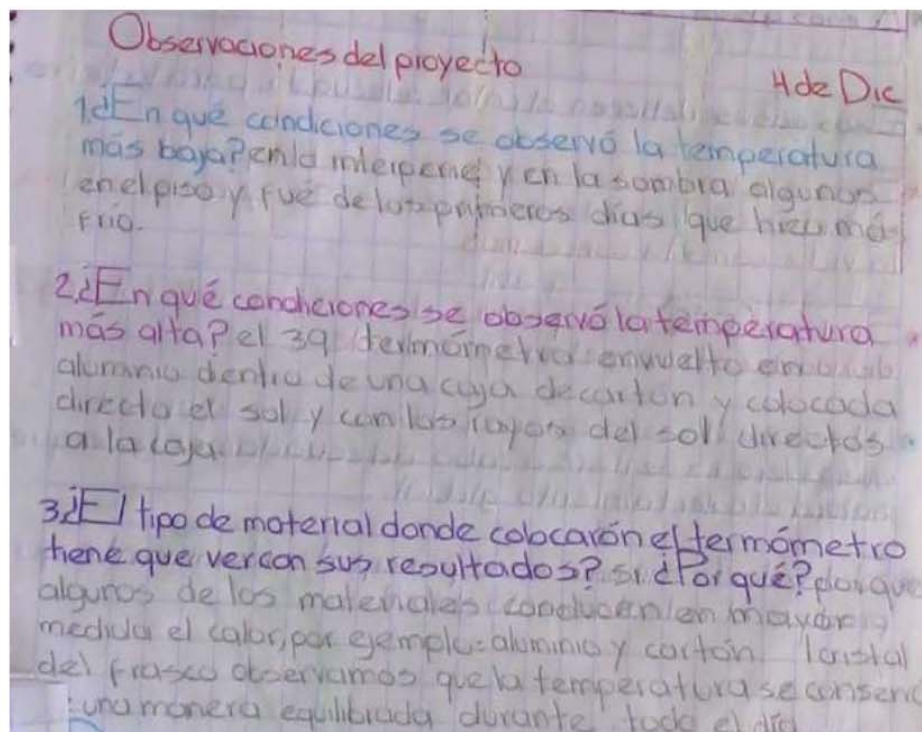 Observaciones del proyecto
4 de Dic
1¿En qué condiciones se observó la temperatura
más baja? en la interperie y en la sombra algunos
en el piso y fué de los primeros días que hizo más
frio.
2.¿En qué condiciones se observó la temperatura
más alta? el 39 termómetro envuelto en
aluminio dentro de una caja de cartón y colocada
directo el sol y con los rayos del sol directos
a la caja.
3.¿El tipo de material donde colocarón el termómetro
tiene que ver con sus resultados? si ¿Por qué? porque
algunos de los materiales conducen en mayor
medida el calor, por ejemplo: aluminio y cartón
del frasco observamos que la temperatura se conserv
una manera equilibrada durante todo el día